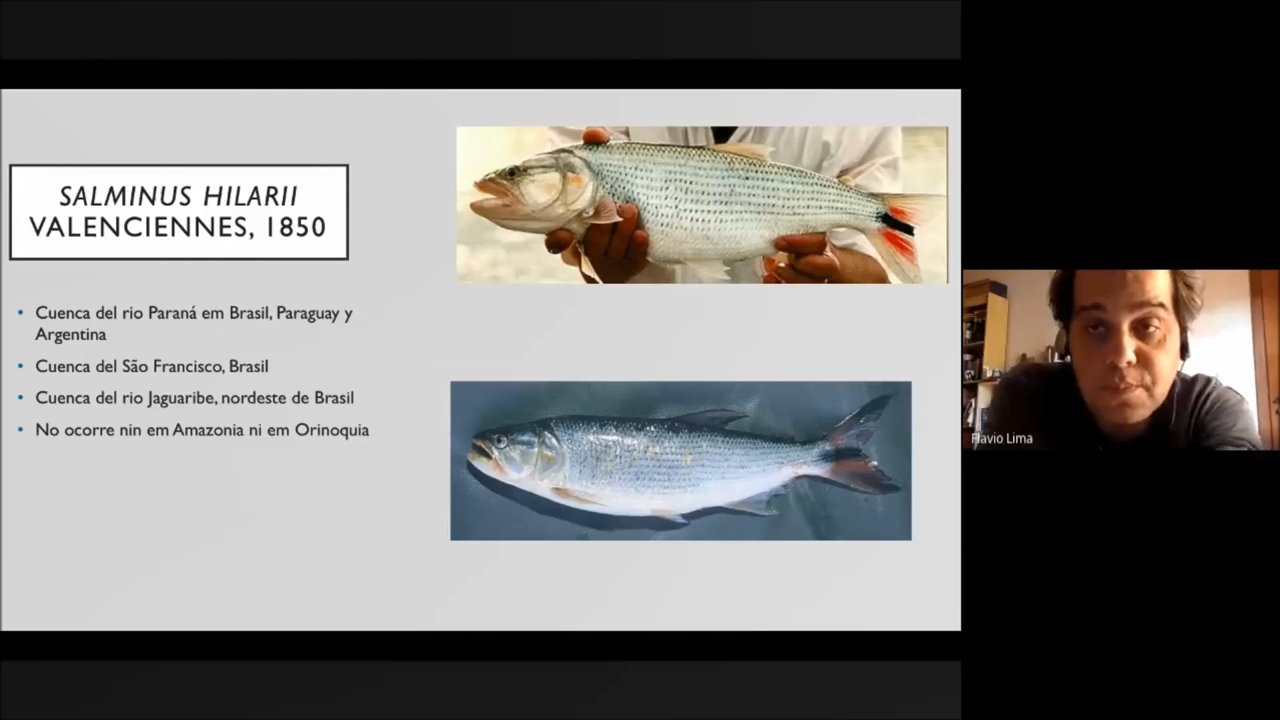 SALMINUS HILARII
VALENCIENNES, 1850
• Cuenca del rio Paraná em Brasil, Paraguay y
Argentina
• Cuenca del São Francisco, Brasil
• Cuenca del rio Jaguaribe, nordeste de Brasil
• No ocorre nin em Amazonia ni em Orinoquia
Flavio Lima